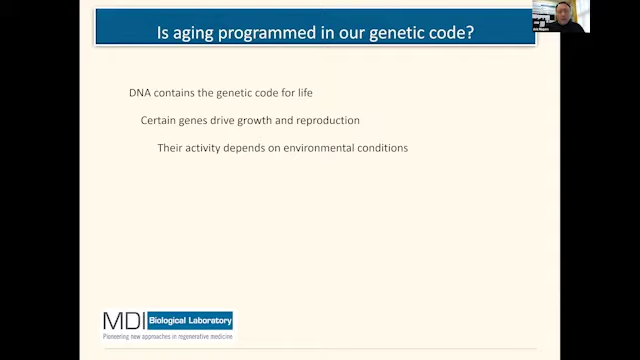 Is aging programmed in our genetic code?
DNA contains the genetic code for life
Certain genes drive growth and reproduction
Their activity depends on environmental conditions
MDI Biological Laboratory
Pioneering new approaches in regenerative medicine